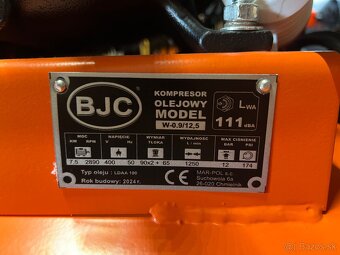 BJC
®
KOMPRESOR
OLEJOWY
MODEL
W-0.9/12,5
LWA
111 dBA
MOC
KM RPM
7.5 2890
NAPIĘCIE
V Hz
400 50
WYMIAR
TŁOKA
90x2 + 65
WYDAJNOŚĆ
L / min
1250
MAX CIŚNIENIE
BAR PSI
12 174
Typ oleju : LDAA 100
Rok budowy: 2024 r.
CE
MAR-POL
Suchowola 6a
26-020 Chmielnik